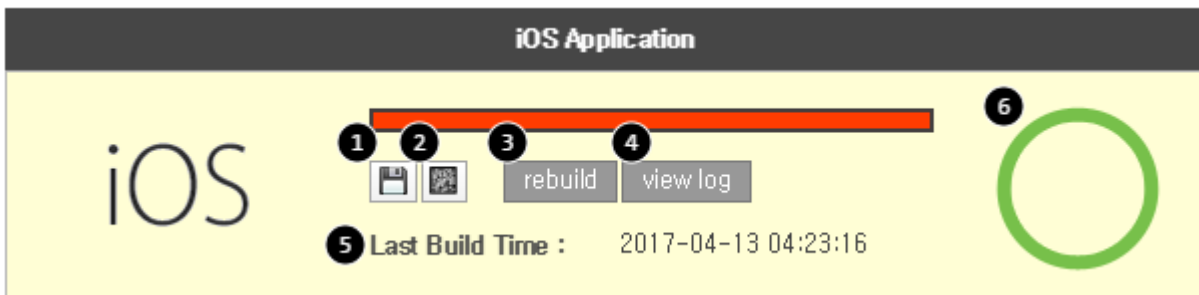 iOS Application
6
1 2 3 4
iOS
rebuild view log
5 Last Build Time : 2017-04-13 04:23:16